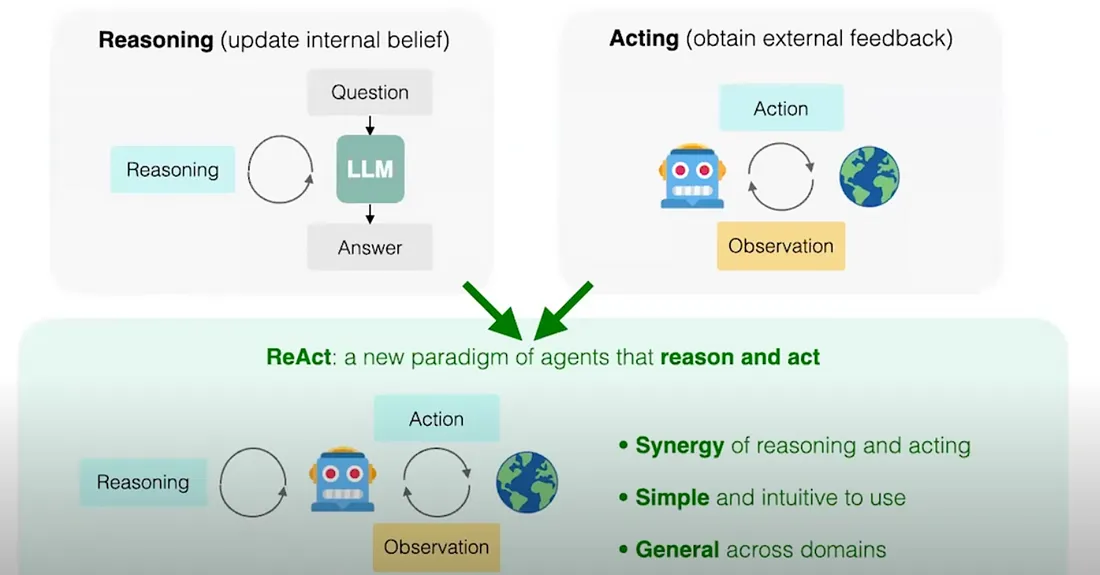 Reasoning (update internal belief)
Question
Reasoning
LLM
Answer
Acting (obtain external feedback)
Action
Observation
ReAct: a new paradigm of agents that reason and act
Action
Reasoning
Observation
• Synergy of reasoning and acting
• Simple and intuitive to use
• General across domains